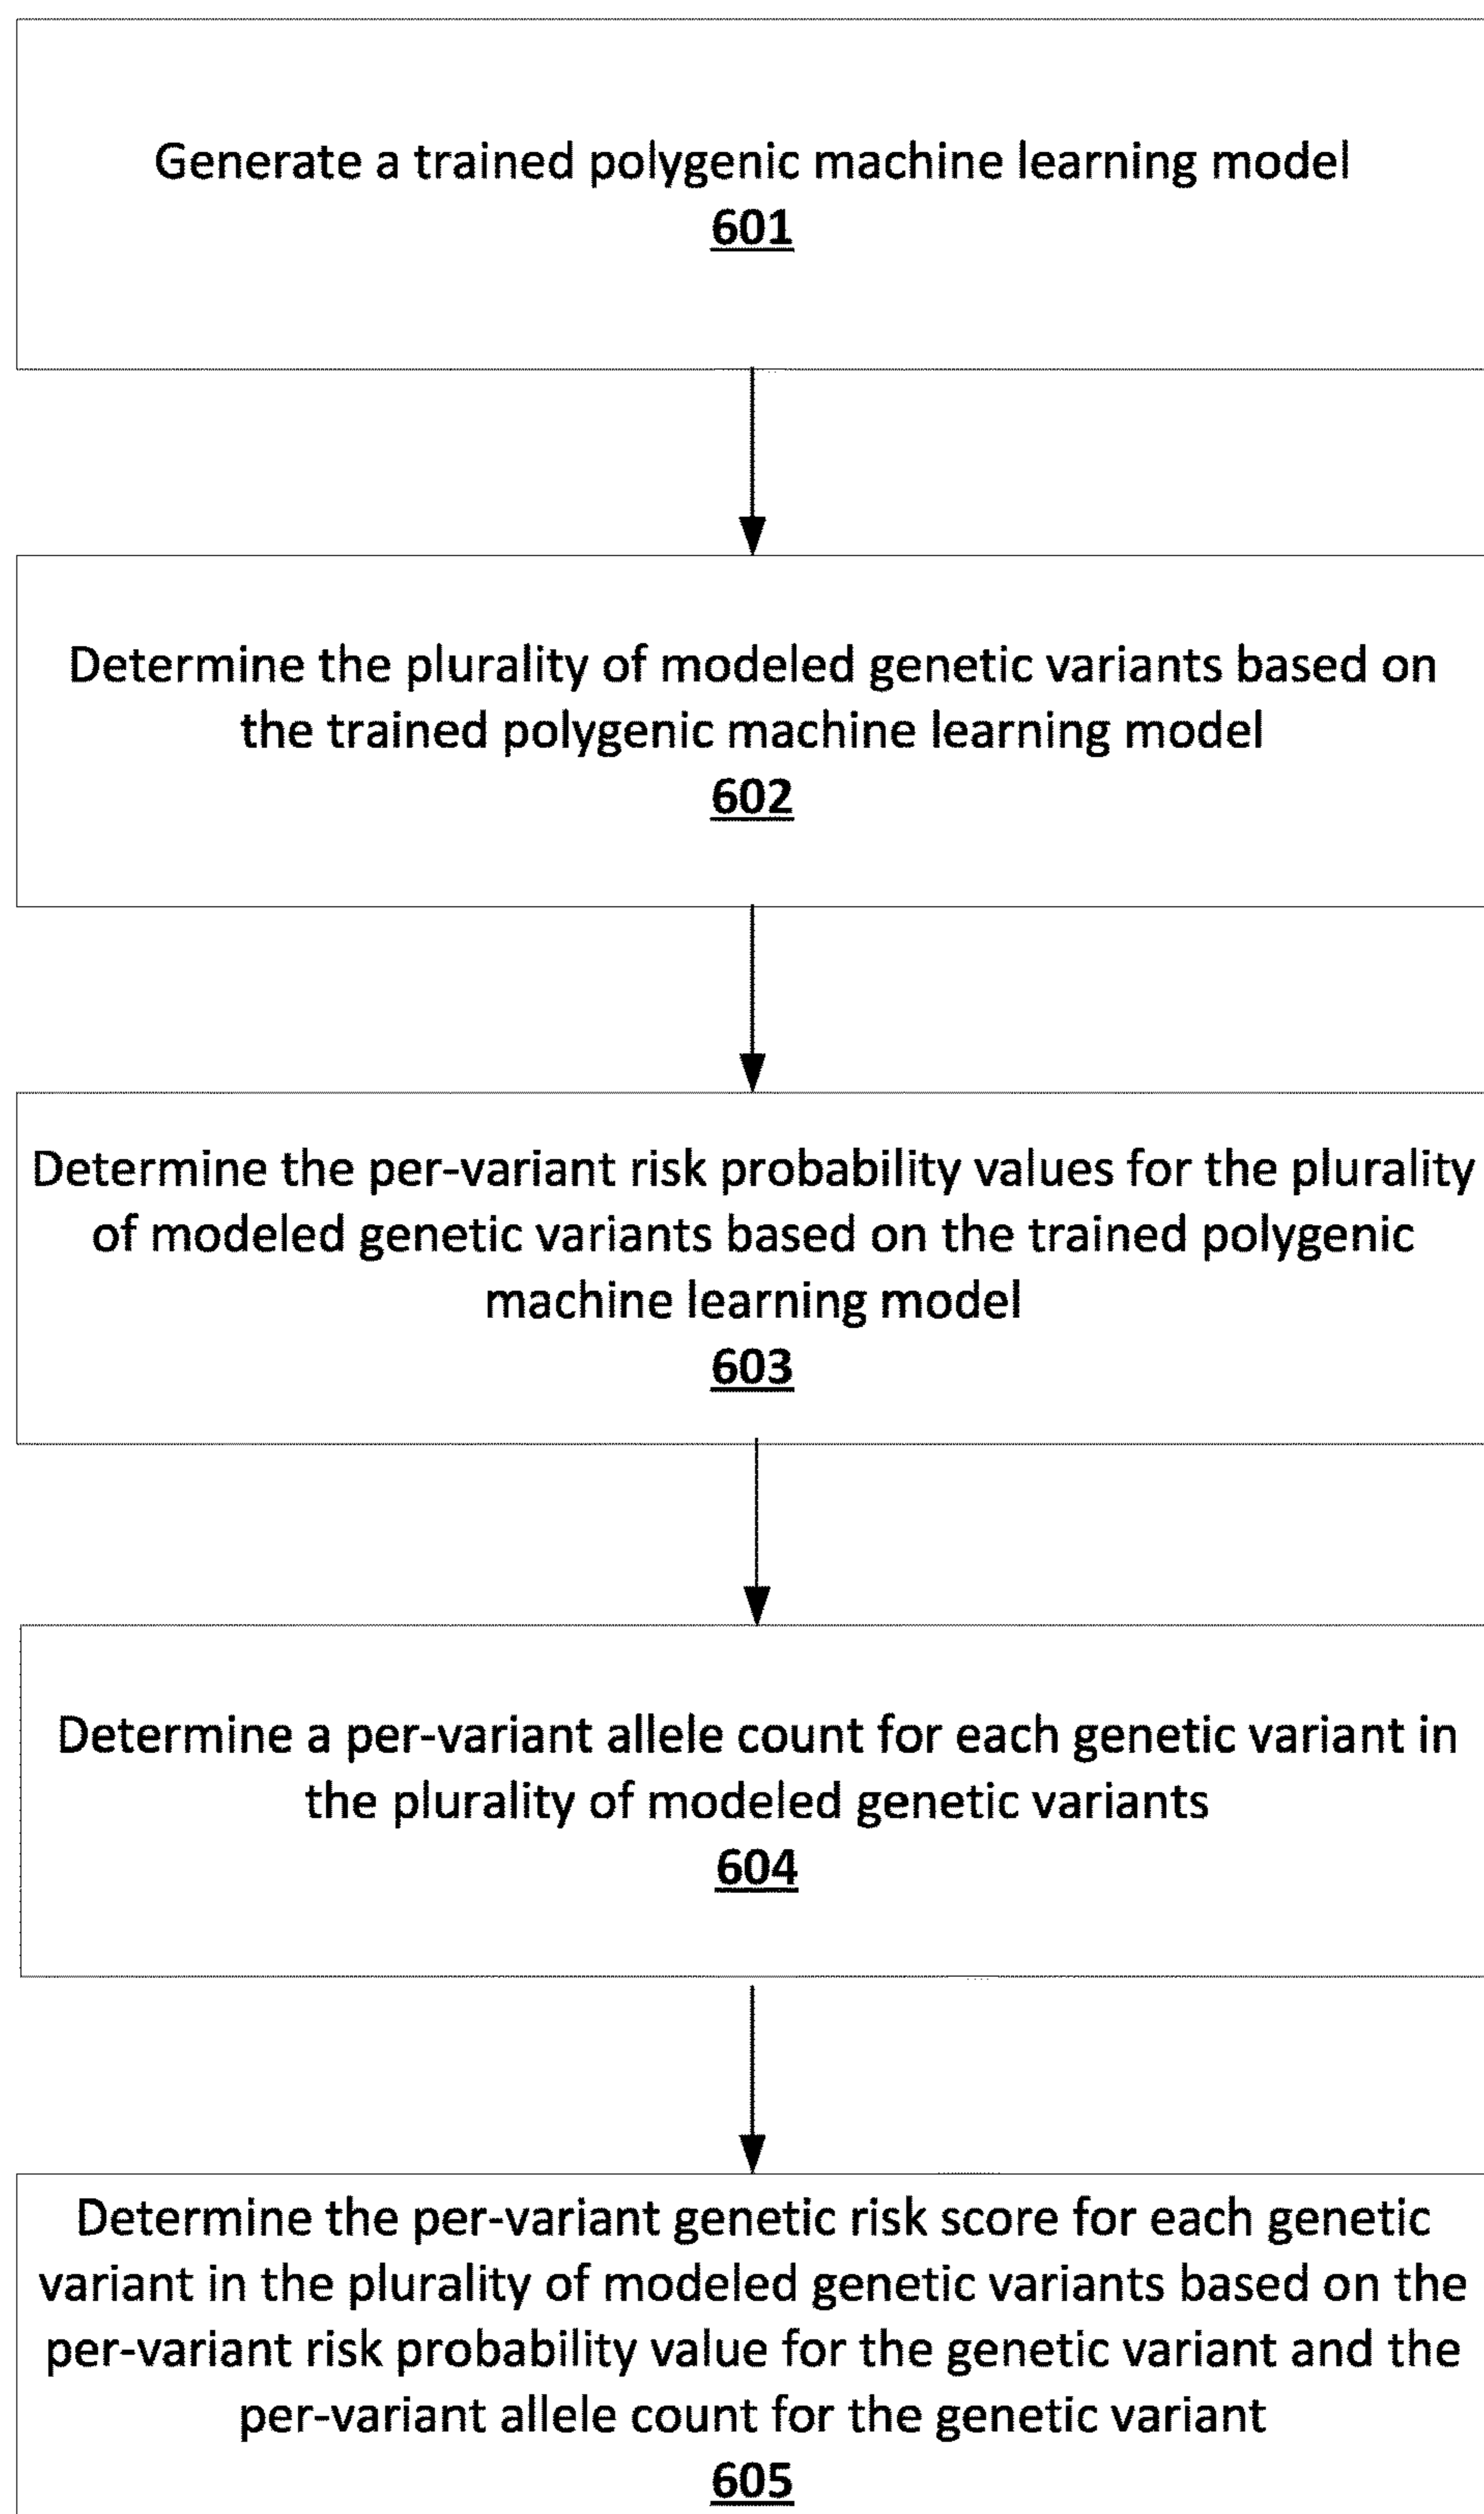 Generate a trained polygenic machine learning model
601
Determine the plurality of modeled genetic variants based on
the trained polygenic machine learning model
602
Determine the per-variant risk probability values for the plurality
of modeled genetic variants based on the trained polygenic
machine learning model
603
Determine a per-variant allele count for each genetic variant in
the plurality of modeled genetic variants
604
Determine the per-variant genetic risk score for each genetic
variant in the plurality of modeled genetic variants based on the
per-variant risk probability value for the genetic variant and the
per-variant allele count for the genetic variant
605